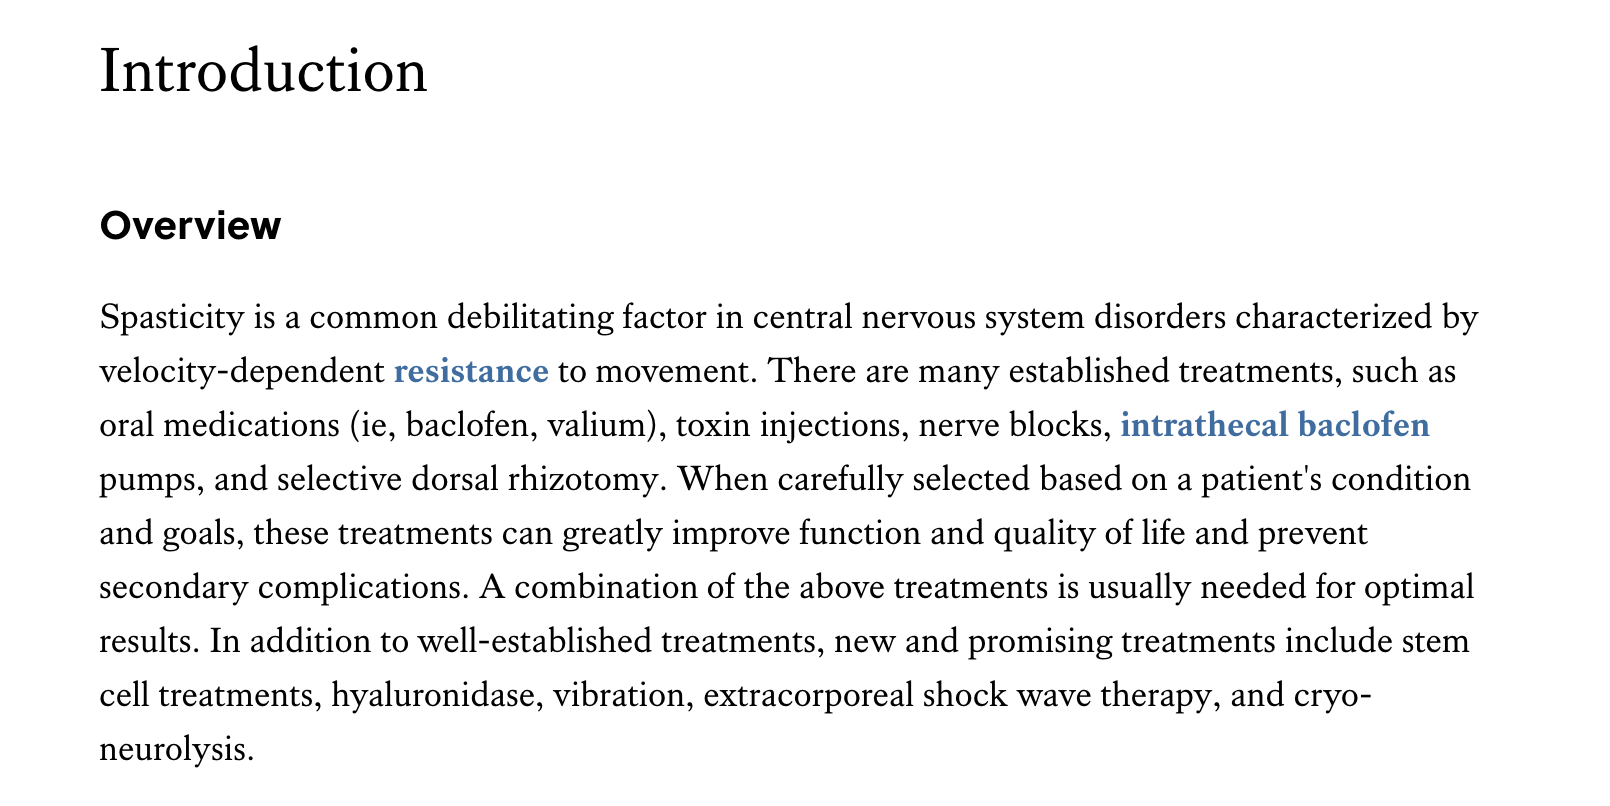 Introduction
Overview
Spasticity is a common debilitating factor in central nervous system disorders characterized by
velocity-dependent resistance to movement. There are many established treatments, such as
oral medications (ie, baclofen, valium), toxin injections, nerve blocks, intrathecal baclofen
pumps, and selective dorsal rhizotomy. When carefully selected based on a patient's condition
and goals, these treatments can greatly improve function and quality of life and prevent
secondary complications. A combination of the above treatments is usually needed for optimal
results. In addition to well-established treatments, new and promising treatments include stem
cell treatments, hyaluronidase, vibration, extracorporeal shock wave therapy, and cryo-
neurolysis.